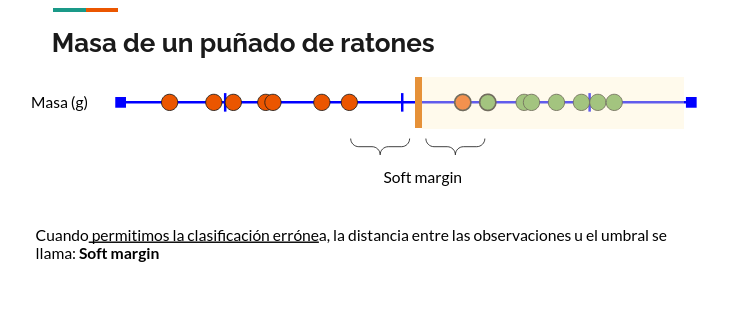 Masa de un puñado de ratones
Masa (g)
Soft margin
Cuando permitimos la clasificación errónea, la distancia entre las observaciones u el umbral se
llama: Soft margin